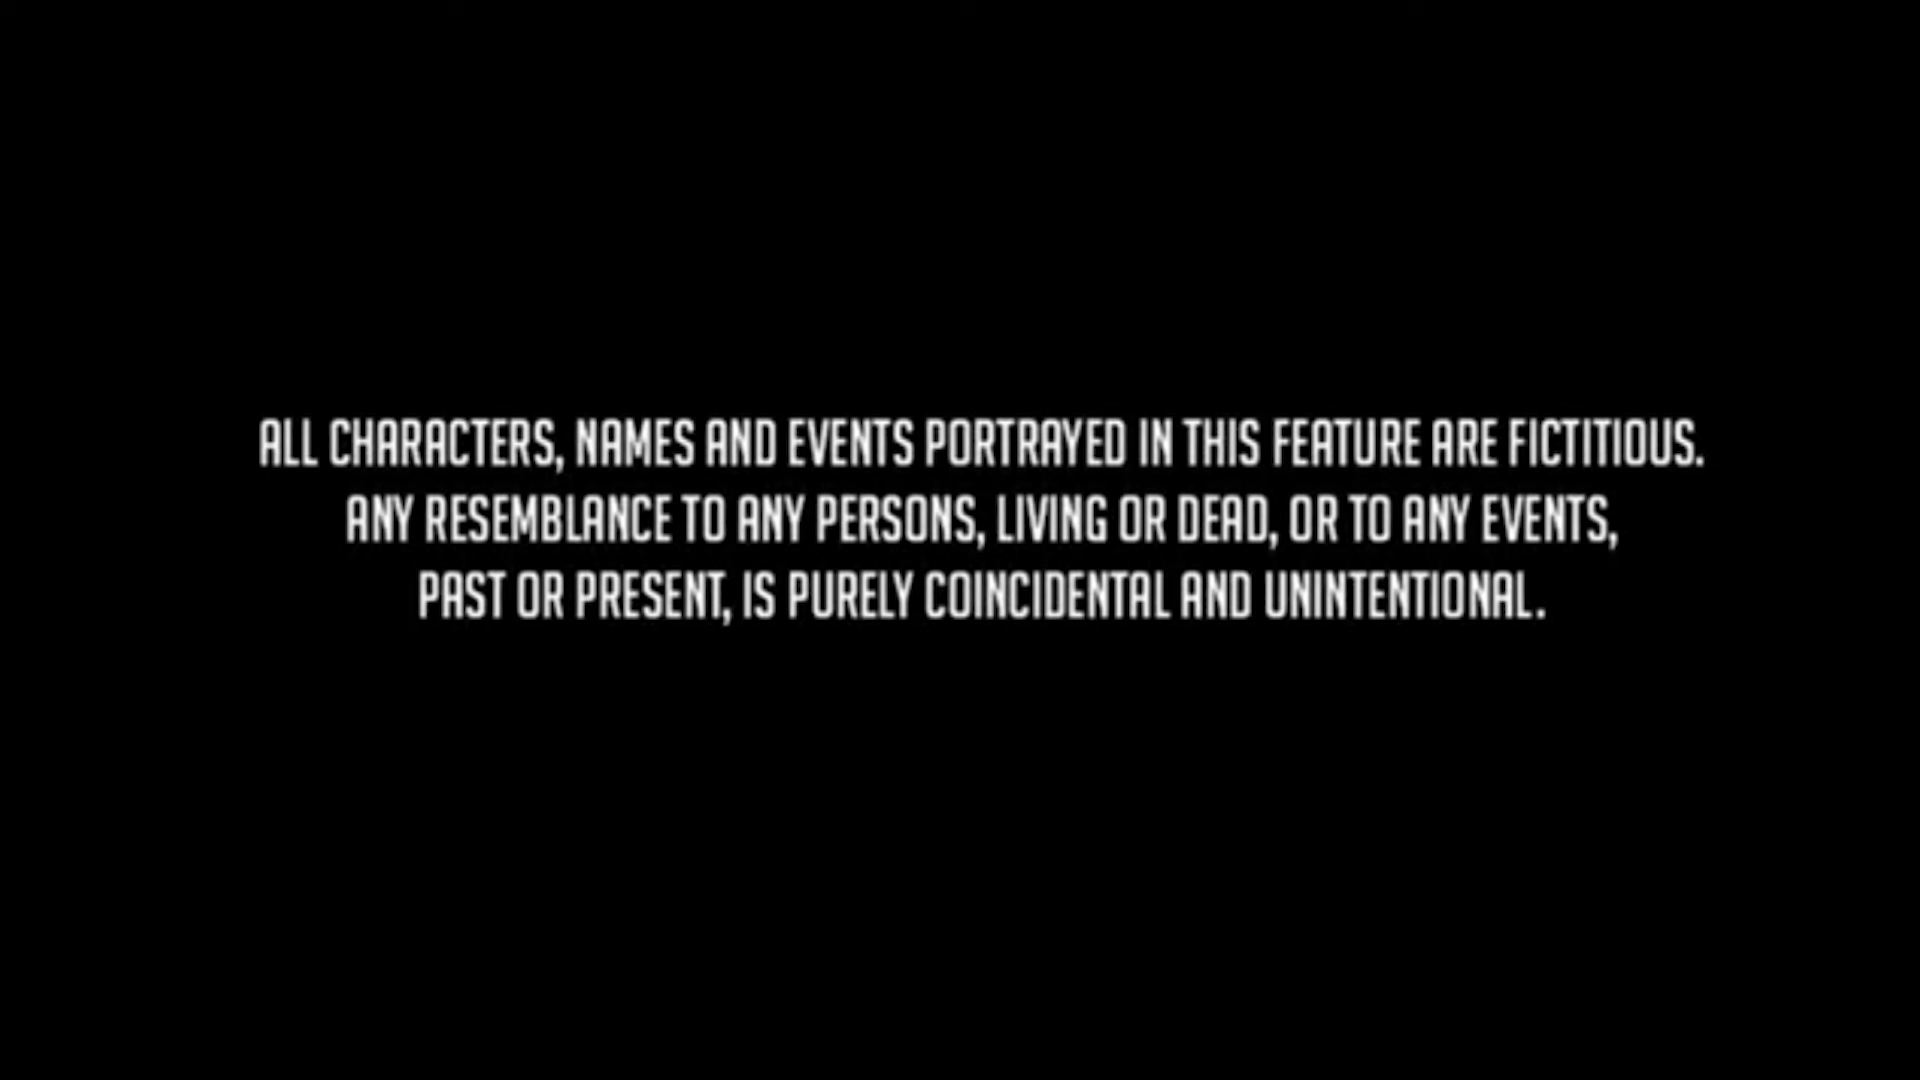 ALL CHARACTERS, NAMES AND EVENTS PORTRAYED IN THIS FEATURE ARE FICTITIOUS.
ANY RESEMBLANCE TO ANY PERSONS, LIVING OR DEAD, OR TO ANY EVENTS,
PAST OR PRESENT, IS PURELY COINCIDENTAL AND UNINTENTIONAL.